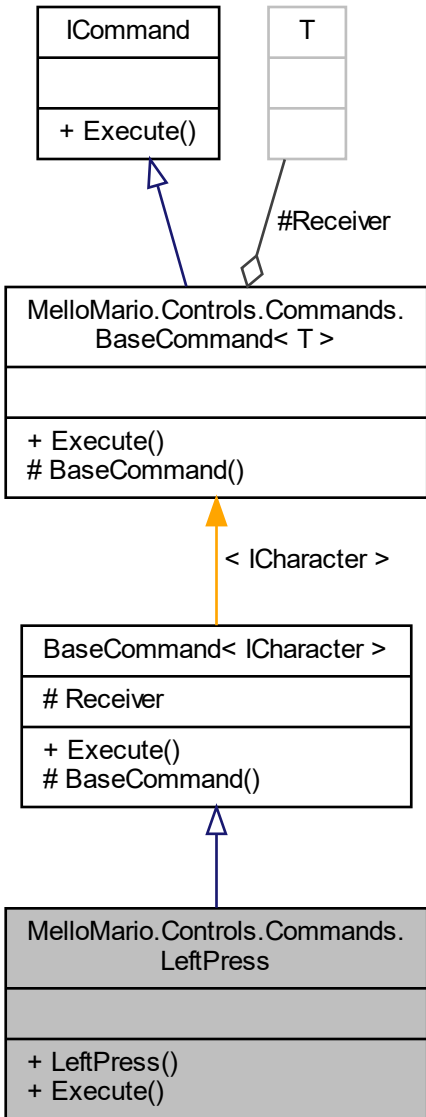 ICommand
+ Execute()
T
#Receiver
MelloMario.Controls.Commands.
BaseCommand< T >
+ Execute()
# BaseCommand()
< ICharacter >
BaseCommand< ICharacter >
# Receiver
+ Execute()
# BaseCommand()
MelloMario.Controls.Commands.
LeftPress
+ LeftPress()
+ Execute()